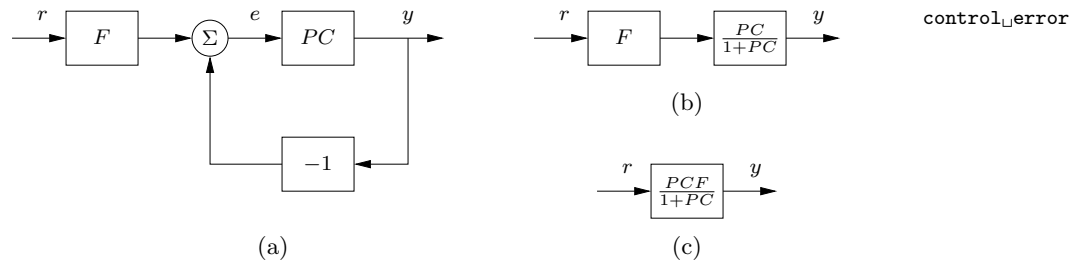 r
F
Σ
e
PC
y
−1
(a)
r
F
PC
1+PC
y
(b)
r
PCF
1+PC
y
(c)
control␣error